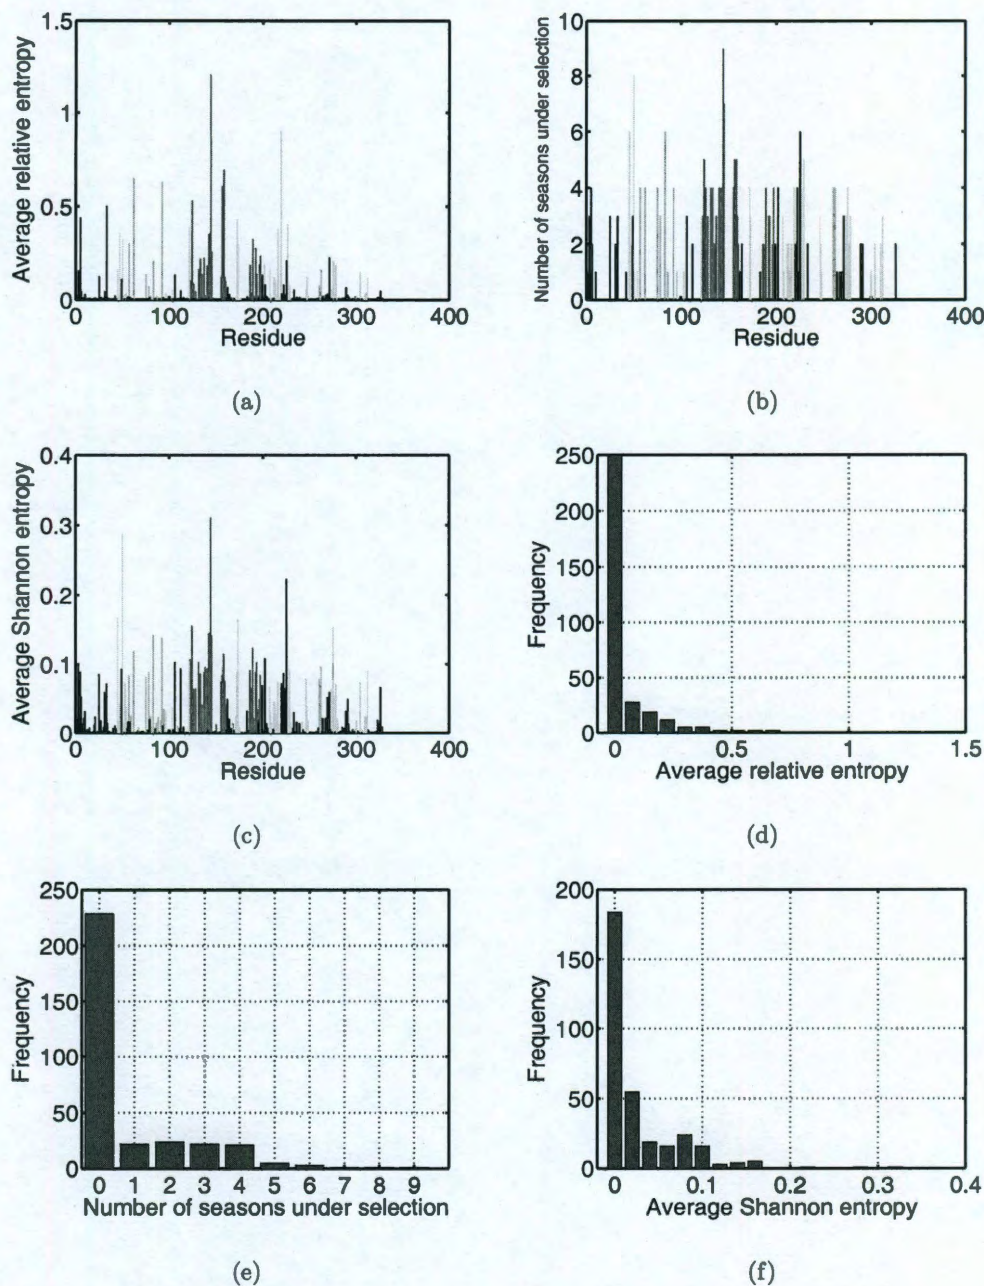 1.5
1
0.5
0
Average relative entropy
0 100 200 300 400
Residue
(a)
10
8
6
4
2
0
Number of seasons under selection
0 100 200 300 400
Residue
(b)
0.4
0.3
0.2
0.1
0
Average Shannon entropy
0 100 200 300 400
Residue
(c)
250
200
150
100
50
0
Frequency
0 0.5 1 1.5
Average relative entropy
(d)
250
200
150
100
50
0
Frequency
0 1 2 3 4 5 6 7 8 9
Number of seasons under selection
(e)
200
150
100
50
0
Frequency
0 0.1 0.2 0.3 0.4
Average Shannon entropy
(f)